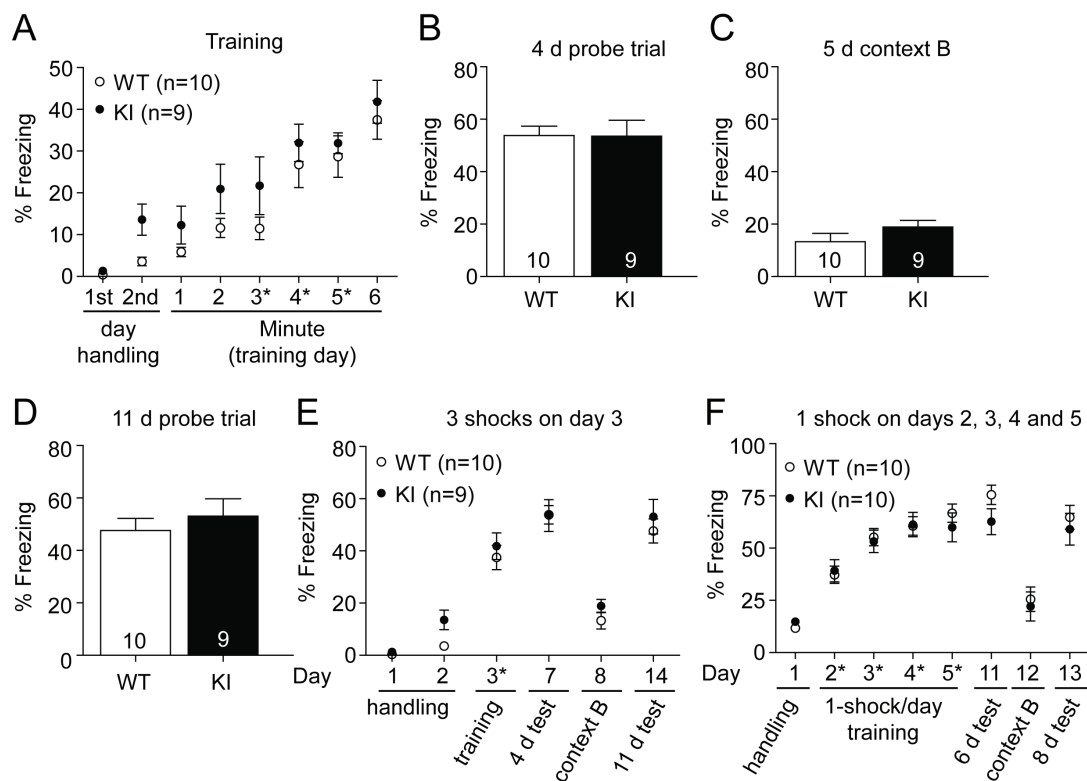 A
Training
% Freezing
50
40
30
20
10
0
WT (n=10)
KI (n=9)
1st 2nd 1 2 3* 4* 5* 6
day handling
Minute (training day)
B
4 d probe trial
% Freezing
80
60
40
20
0
10
9
WT KI
C
5 d context B
% Freezing
80
60
40
20
0
10
9
WT KI
D
11 d probe trial
% Freezing
80
60
40
20
0
10
9
WT KI
E
3 shocks on day 3
% Freezing
80
60
40
20
0
WT (n=10)
KI (n=9)
Day 1 2 3* 7 8 14
handling
training
4 d test
context B
11 d test
F
1 shock on days 2, 3, 4 and 5
% Freezing
100
75
50
25
0
WT (n=10)
KI (n=10)
Day 1 2* 3* 4* 5* 11 12 13
handling
1-shock/day
training
6 d test
context B
8 d test